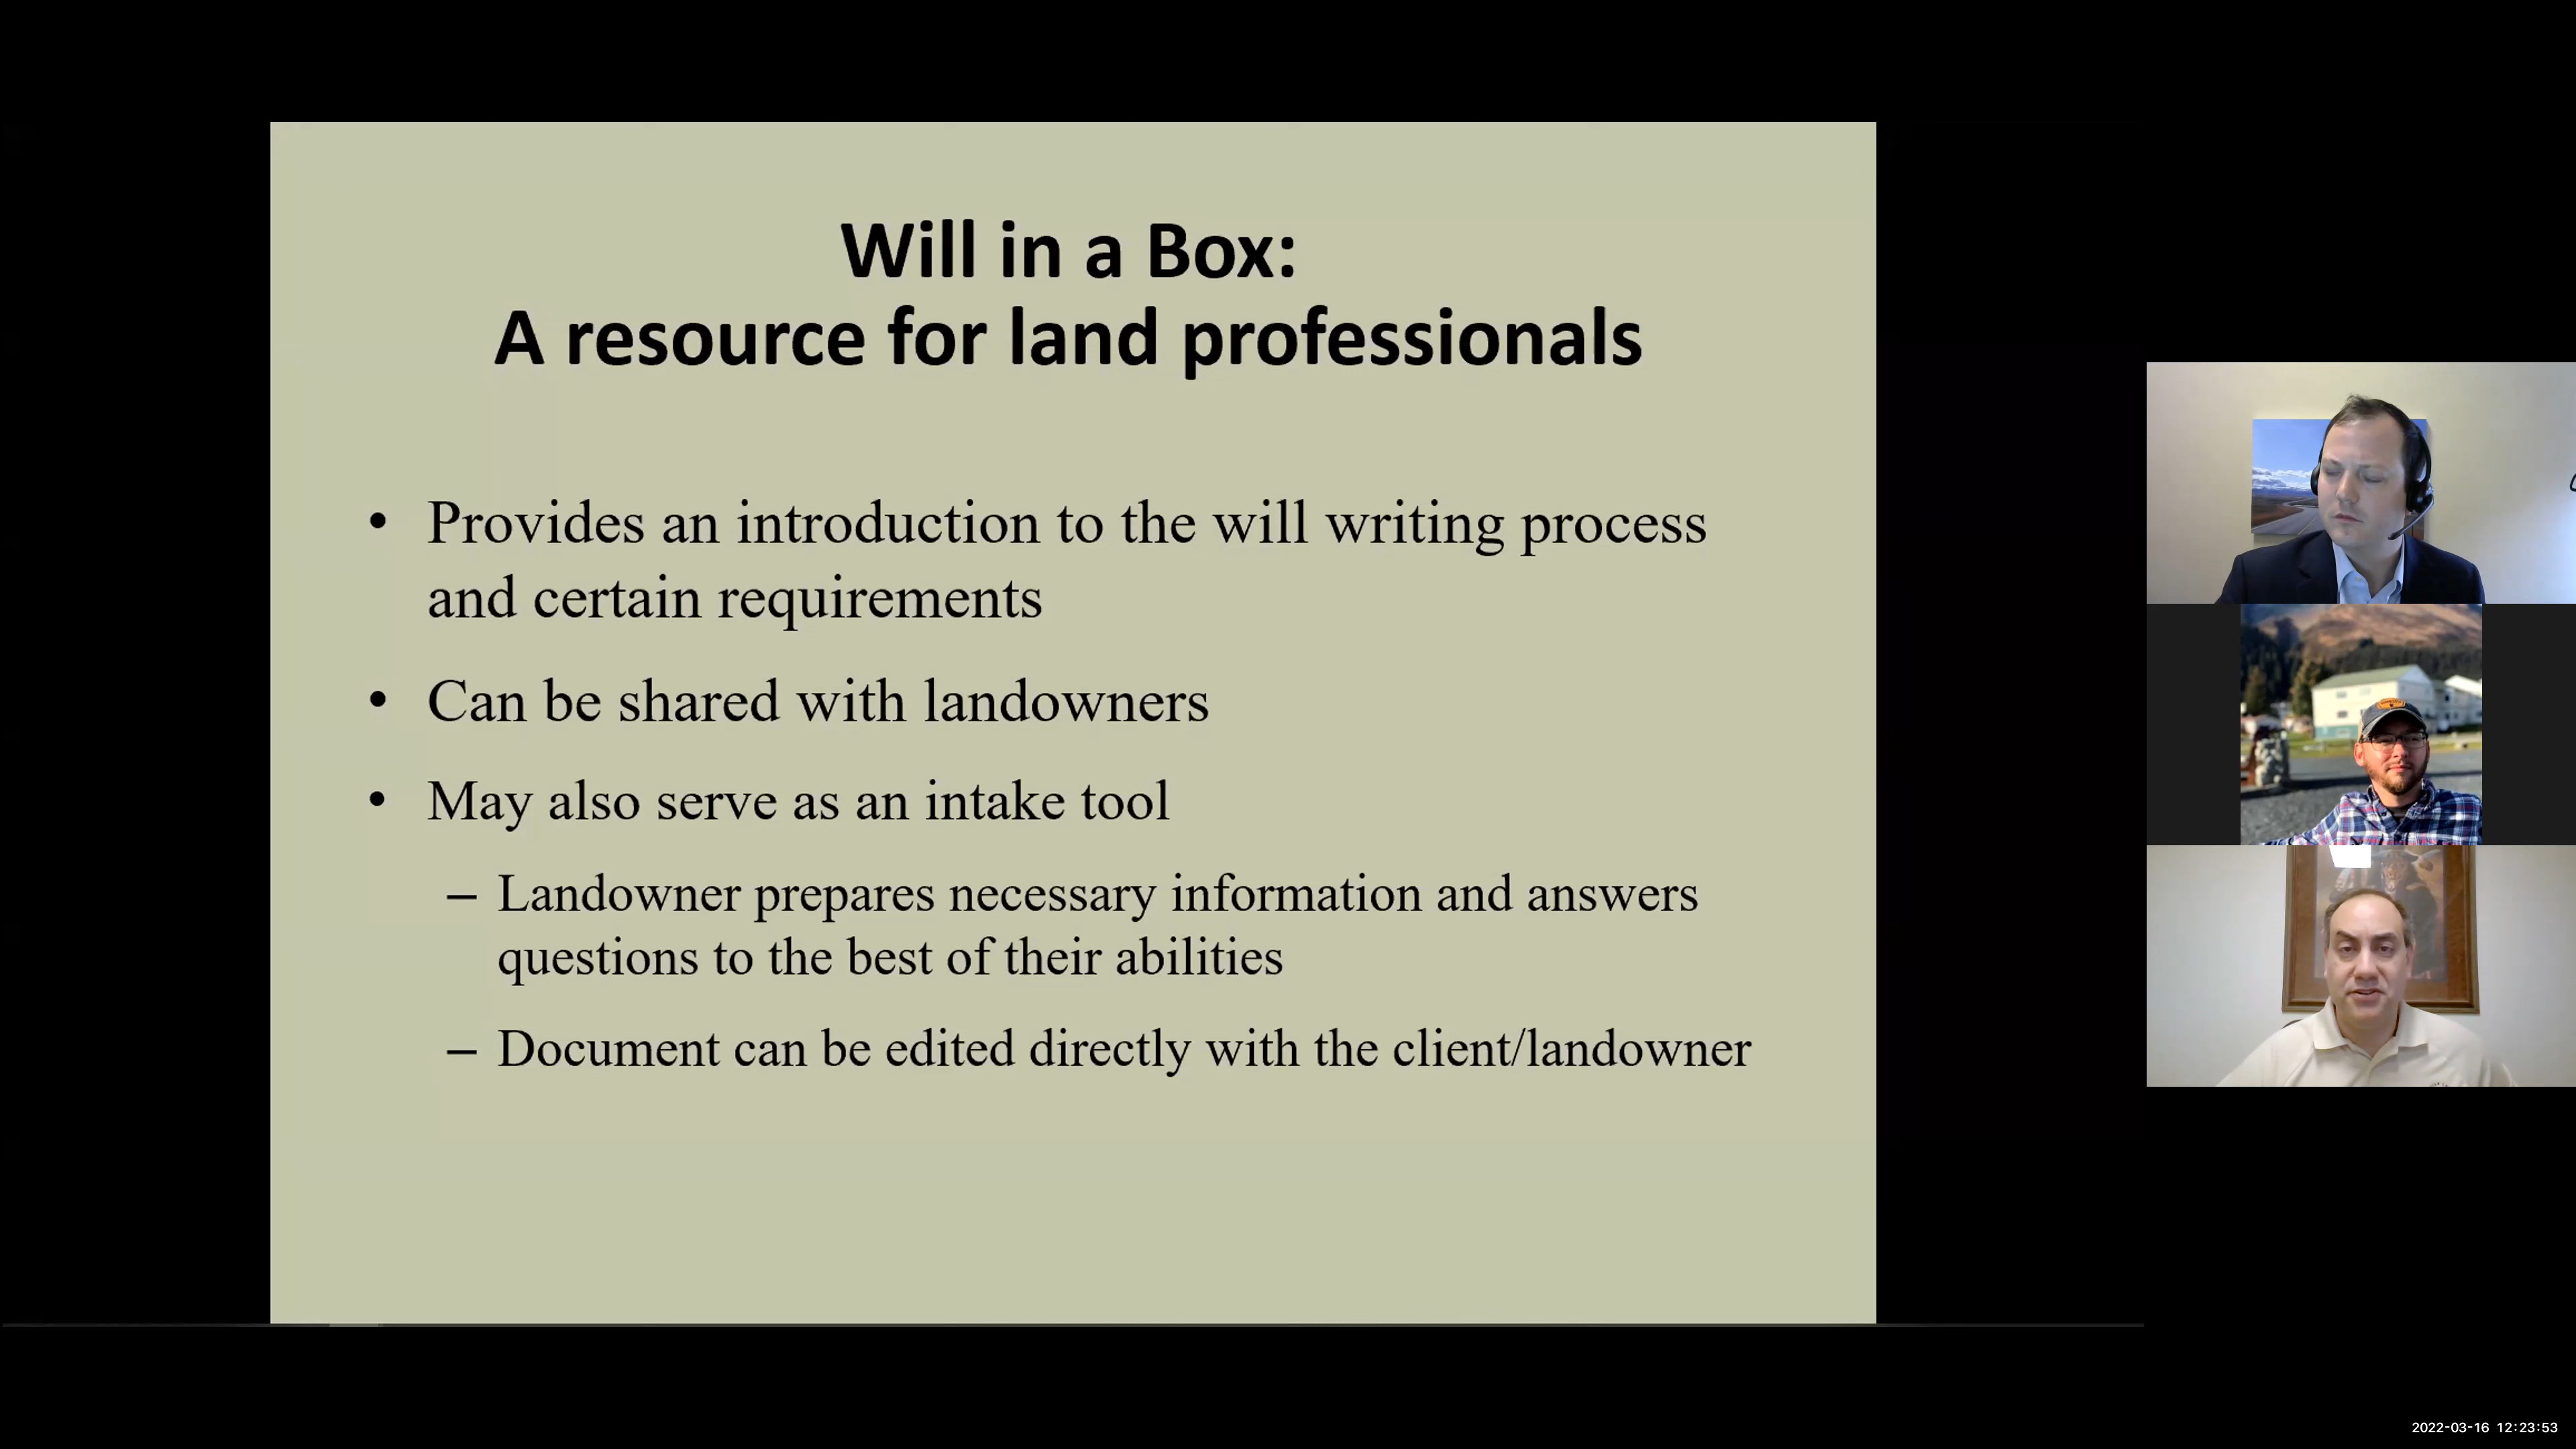 Will in a Box:
A resource for land professionals
• Provides an introduction to the will writing process
and certain requirements
• Can be shared with landowners
• May also serve as an intake tool
– Landowner prepares necessary information and answers
questions to the best of their abilities
– Document can be edited directly with the client/landowner
2022-03-16 12:23:53